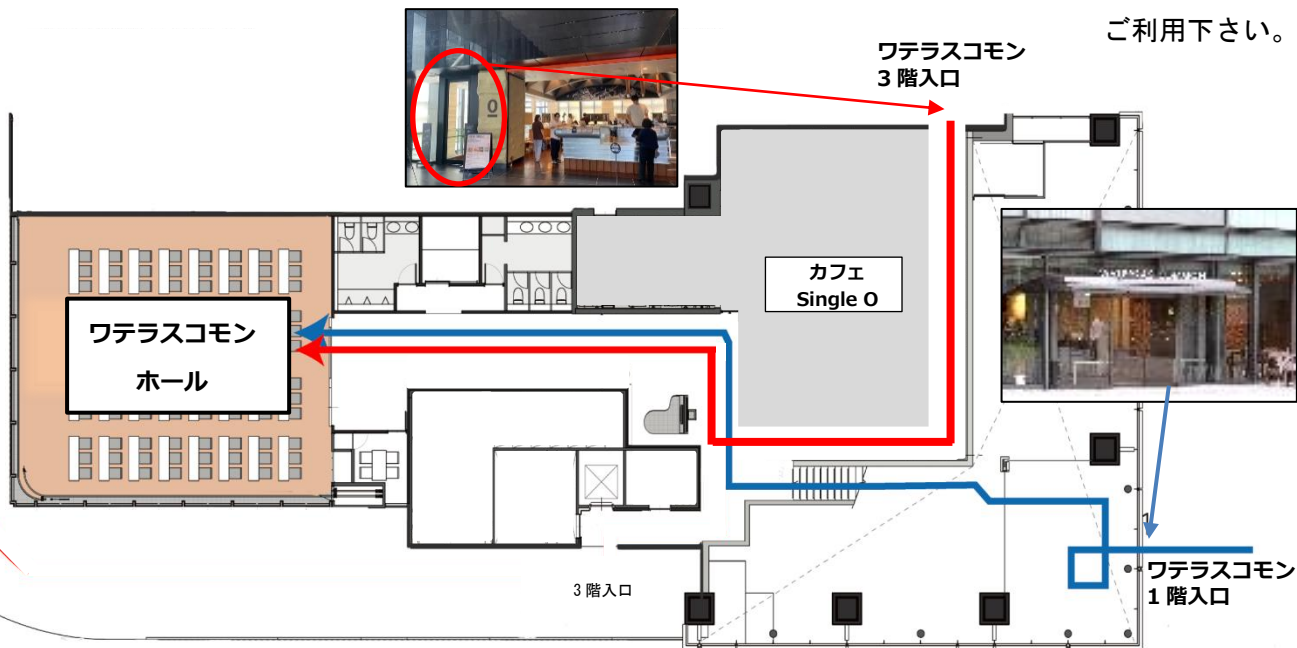 ご利用下さい。
ワテラスコモン
3 階入口
カフェ
Single O
ワテラスコモン
ホール
3 階入口
ワテラスコモン
1 階入口